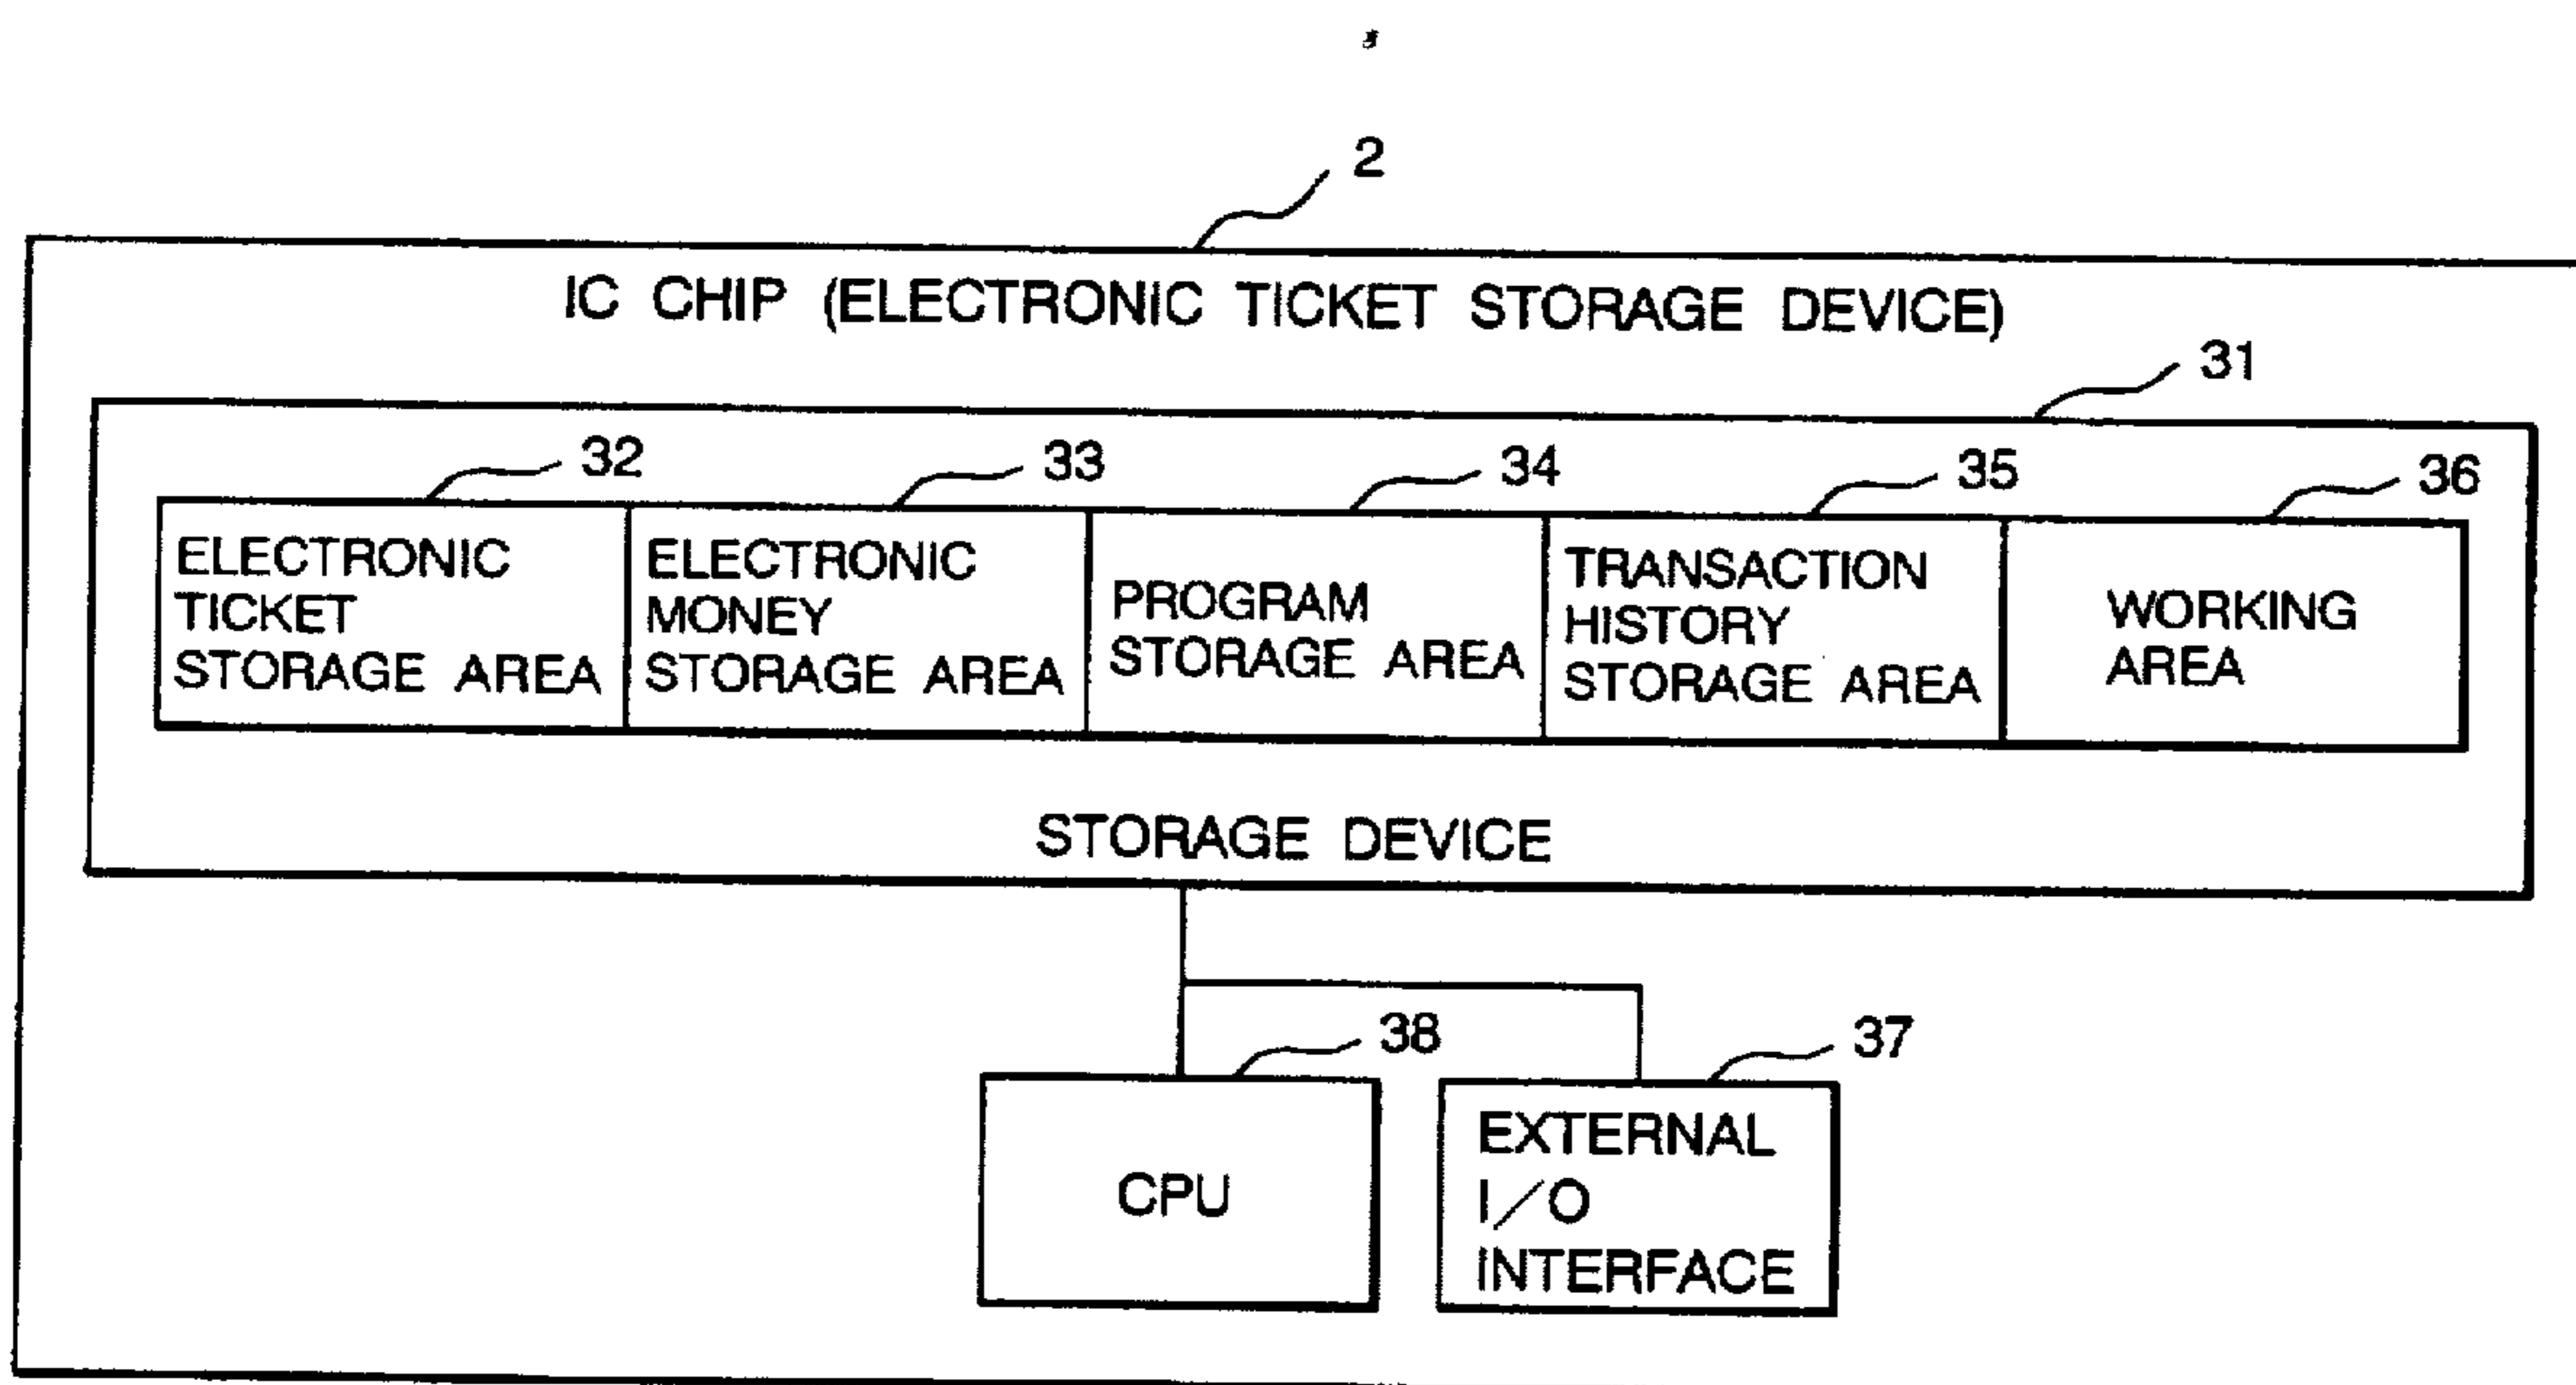 2
IC CHIP (ELECTRONIC TICKET STORAGE DEVICE)
31
32
33
34
35
36
ELECTRONIC
TICKET
STORAGE AREA
ELECTRONIC
MONEY
STORAGE AREA
PROGRAM
STORAGE AREA
TRANSACTION
HISTORY
STORAGE AREA
WORKING
AREA
STORAGE DEVICE
38
37
CPU
EXTERNAL
I/O
INTERFACE